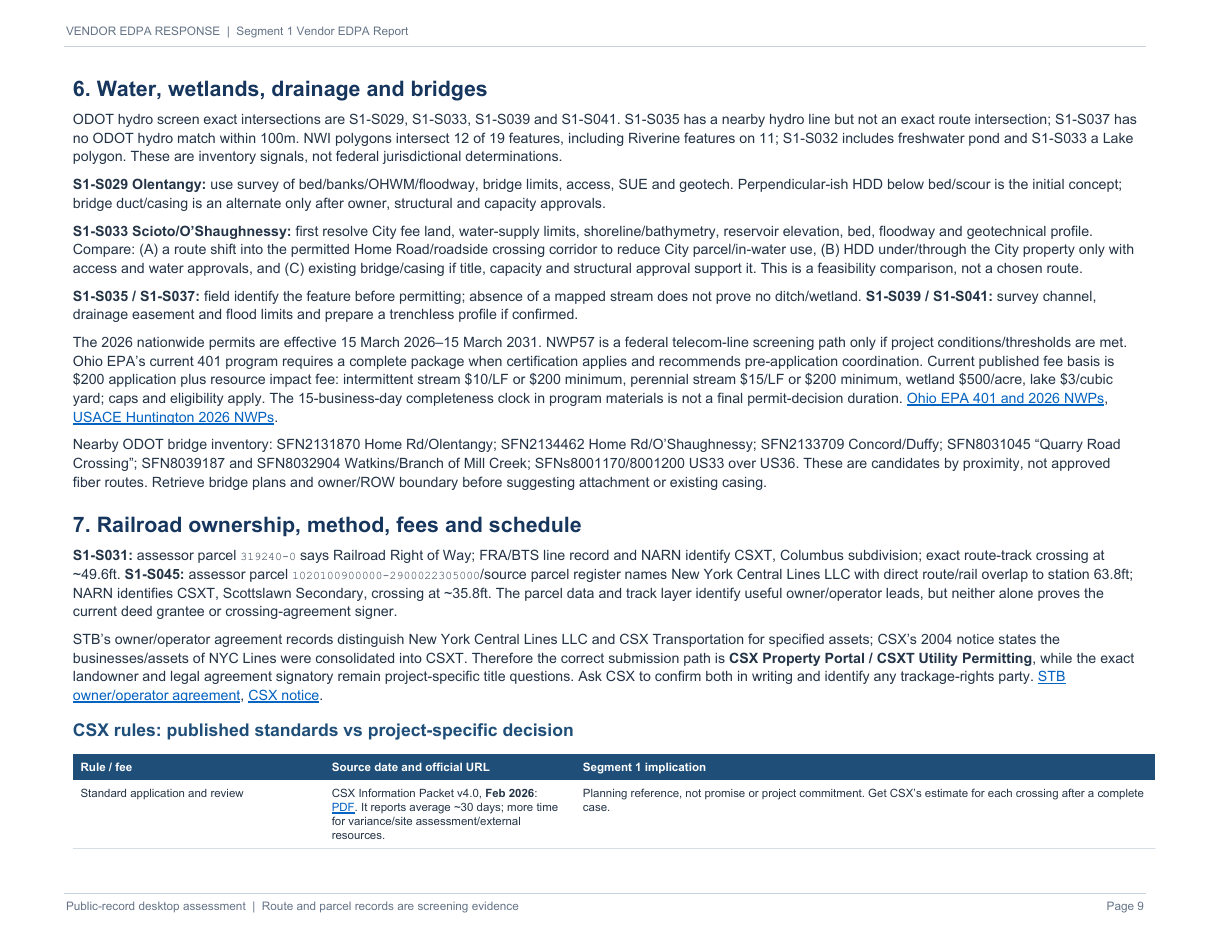 VENDOR EDPA RESPONSE | Segment 1 Vendor EDPA Report
6. Water, wetlands, drainage and bridges
ODOT hydro screen exact intersections are S1-S029, S1-S033, S1-S039 and S1-S041. S1-S035 has a nearby hydro line but not an exact route intersection; S1-S037 has
no ODOT hydro match within 100m. NWI polygons intersect 12 of 19 features, including Riverine features on 11; S1-S032 includes freshwater pond and S1-S033 a Lake
polygon. These are inventory signals, not federal jurisdictional determinations.
S1-S029 Olentangy: use survey of bed/banks/OHWM/floodway, bridge limits, access, SUE and geotech. Perpendicular-ish HDD below bed/scour is the initial concept;
bridge duct/casing is an alternate only after owner, structural and capacity approvals.
S1-S033 Scioto/O’Shaughnessy: first resolve City fee land, water-supply limits, shoreline/bathymetry, reservoir elevation, bed, floodway and geotechnical profile.
Compare: (A) a route shift into the permitted Home Road/roadside crossing corridor to reduce City parcel/in-water use, (B) HDD under/through the City property only with
access and water approvals, and (C) existing bridge/casing if title, capacity and structural approval support it. This is a feasibility comparison, not a chosen route.
S1-S035 / S1-S037: field identify the feature before permitting; absence of a mapped stream does not prove no ditch/wetland. S1-S039 / S1-S041: survey channel,
drainage easement and flood limits and prepare a trenchless profile if confirmed.
The 2026 nationwide permits are effective 15 March 2026–15 March 2031. NWP57 is a federal telecom-line screening path only if project conditions/thresholds are met.
Ohio EPA’s current 401 program requires a complete package when certification applies and recommends pre-application coordination. Current published fee basis is
$200 application plus resource impact fee: intermittent stream $10/LF or $200 minimum, perennial stream $15/LF or $200 minimum, wetland $500/acre, lake $3/cubic
yard; caps and eligibility apply. The 15-business-day completeness clock in program materials is not a final permit-decision duration. Ohio EPA 401 and 2026 NWPs,
USACE Huntington 2026 NWPs.
Nearby ODOT bridge inventory: SFN2131870 Home Rd/Olentangy; SFN2134462 Home Rd/O’Shaughnessy; SFN2133709 Concord/Duffy; SFN8031045 “Quarry Road
Crossing”; SFN8039187 and SFN8032904 Watkins/Branch of Mill Creek; SFNs8001170/8001200 US33 over US36. These are candidates by proximity, not approved
fiber routes. Retrieve bridge plans and owner/ROW boundary before suggesting attachment or existing casing.
7. Railroad ownership, method, fees and schedule
S1-S031: assessor parcel 319240-0 says Railroad Right of Way; FRA/BTS line record and NARN identify CSXT, Columbus subdivision; exact route-track crossing at
~49.6ft. S1-S045: assessor parcel 1020100900000-2900022305000/source parcel register names New York Central Lines LLC with direct route/rail overlap to station 63.8ft;
NARN identifies CSXT, Scottslawn Secondary, crossing at ~35.8ft. The parcel data and track layer identify useful owner/operator leads, but neither alone proves the
current deed grantee or crossing-agreement signer.
STB’s owner/operator agreement records distinguish New York Central Lines LLC and CSX Transportation for specified assets; CSX’s 2004 notice states the
businesses/assets of NYC Lines were consolidated into CSXT. Therefore the correct submission path is CSX Property Portal / CSXT Utility Permitting, while the exact
landowner and legal agreement signatory remain project-specific title questions. Ask CSX to confirm both in writing and identify any trackage-rights party. STB
owner/operator agreement, CSX notice.
CSX rules: published standards vs project-specific decision
Rule / fee
Source date and official URL
Segment 1 implication
Standard application and review
CSX Information Packet v4.0, Feb 2026:
PDF. It reports average ~30 days; more time
for variance/site assessment/external
resources.
Planning reference, not promise or project commitment. Get CSX’s estimate for each crossing after a complete
case.
Public-record desktop assessment | Route and parcel records are screening evidence
Page 9